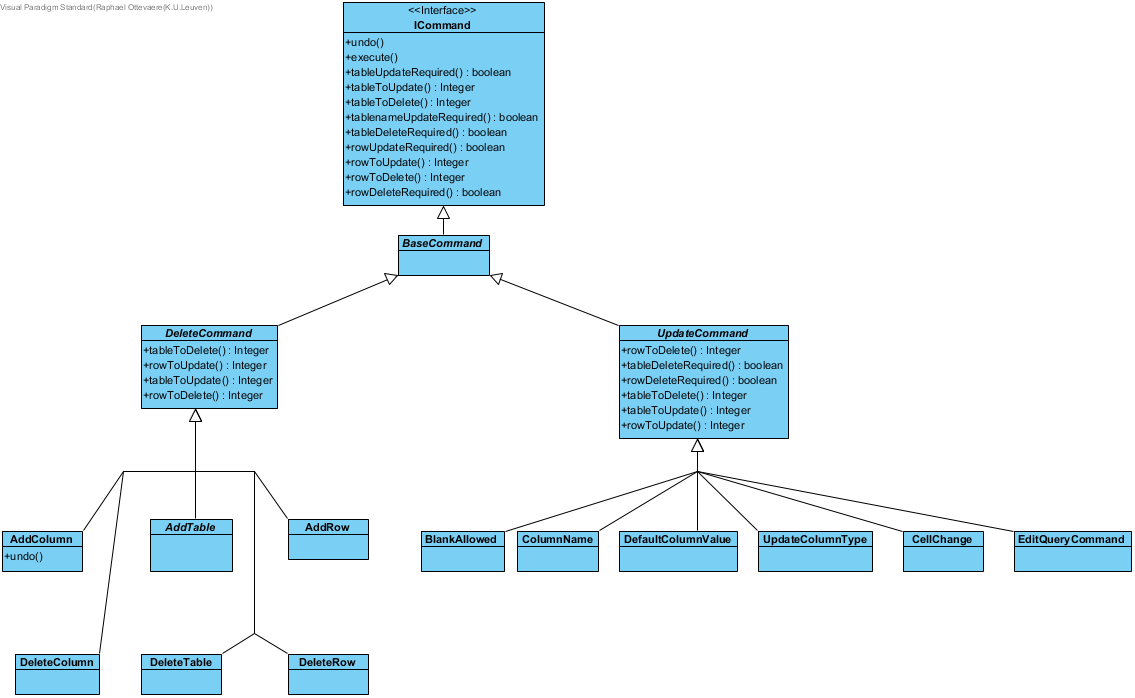 Visual Paradigm Standard(Raphael Ottevaere(K.U.Leuven))
<<Interface>>
ICommand
+undo()
+execute()
+tableUpdateRequired() : boolean
+tableToUpdate() : Integer
+tableToDelete() : Integer
+tablenameUpdateRequired() : boolean
+tableDeleteRequired() : boolean
+rowUpdateRequired() : boolean
+rowToUpdate() : Integer
+rowToDelete() : Integer
+rowDeleteRequired() : boolean
BaseCommand
DeleteCommand
+tableToDelete() : Integer
+rowToUpdate() : Integer
+tableToUpdate() : Integer
+rowToDelete() : Integer
UpdateCommand
+rowToDelete() : Integer
+tableDeleteRequired() : boolean
+rowDeleteRequired() : boolean
+tableToDelete() : Integer
+tableToUpdate() : Integer
+rowToUpdate() : Integer
AddColumn
+undo()
AddTable
AddRow
BlankAllowed
ColumnName
DefaultColumnValue
UpdateColumnType
CellChange
EditQueryCommand
DeleteColumn
DeleteTable
DeleteRow